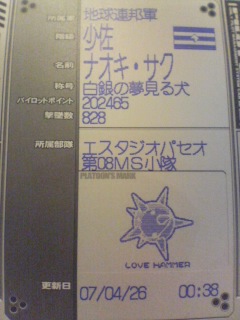 所属軍 地球連邦軍
階級 少佐
名前 ナオキ・サク
称号 白銀の夢見る犬
パイロットポイント 202465
撃墜数 828
所属部隊 エスタジオパセオ
第08MS小隊
PLATOON'S MARK
LOVE HAMMER
更新日 07/04/26 00:38